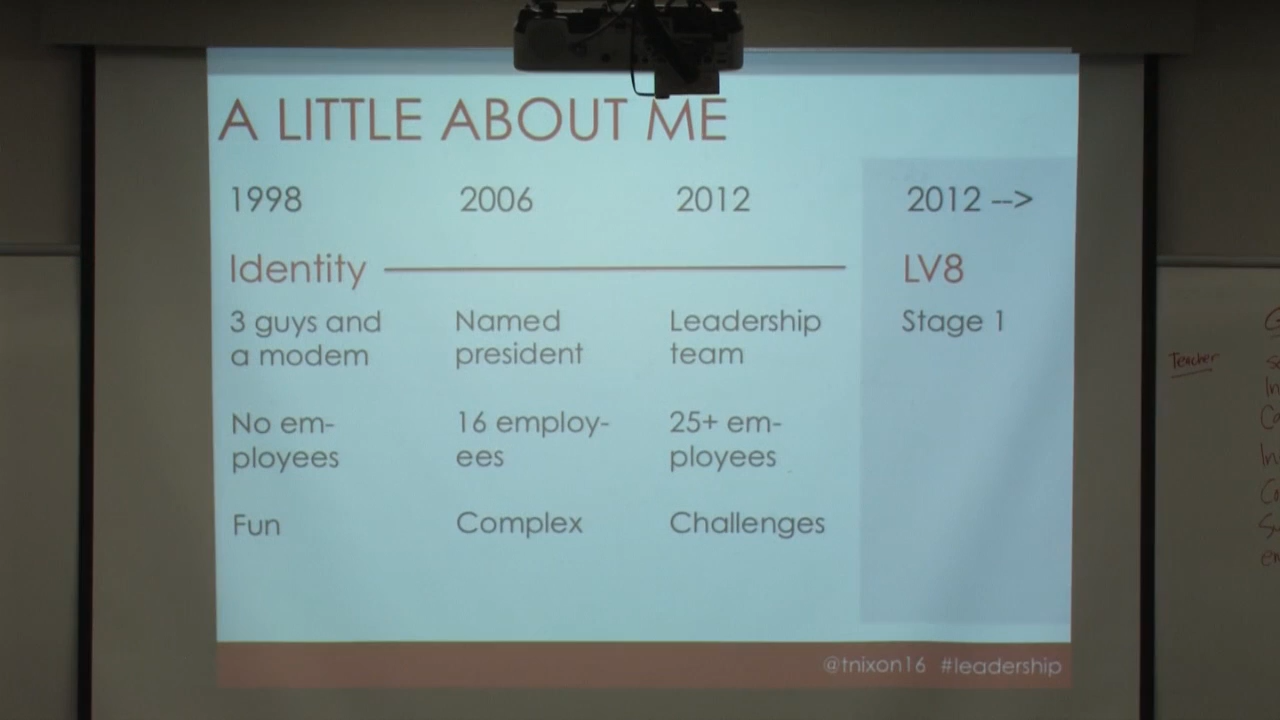 A LITTLE ABOUT ME
1998 2006 2012 2012 -->
Identity LV8
3 guys and Named Leadership Stage 1
a modem president team
No em- 16 employ- 25+ em-
ployees ees ployees
Fun Complex Challenges
@tnixon16 #leadership
Teacher